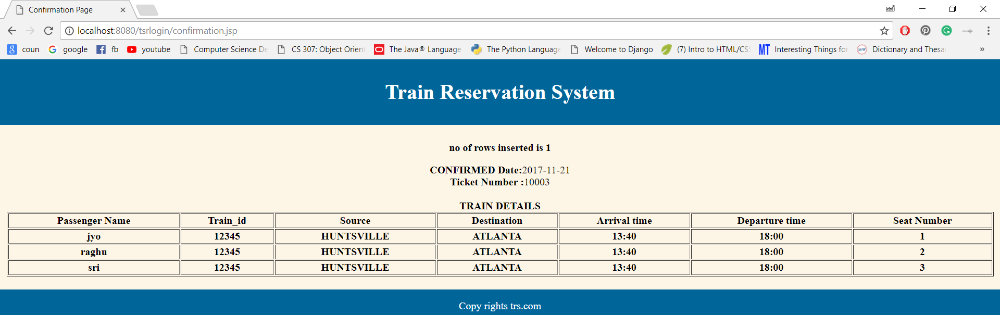 Confirmation Page
sai
localhost:8080/tsrlogin/confirmation.jsp
coun google fb youtube Computer Science De CS 307: Object Orient The Java® Language The Python Language Welcome to Django (7) Intro to HTML/CSS MT Interesting Things for M-W Dictionary and Thesa »
Train Reservation System
no of rows inserted is 1
CONFIRMED Date:2017-11-21
Ticket Number :10003
TRAIN DETAILS
Passenger Name Train_id Source Destination Arrival time Departure time Seat Number
jyo 12345 HUNTSVILLE ATLANTA 13:40 18:00 1
raghu 12345 HUNTSVILLE ATLANTA 13:40 18:00 2
sri 12345 HUNTSVILLE ATLANTA 13:40 18:00 3
Copy rights trs.com